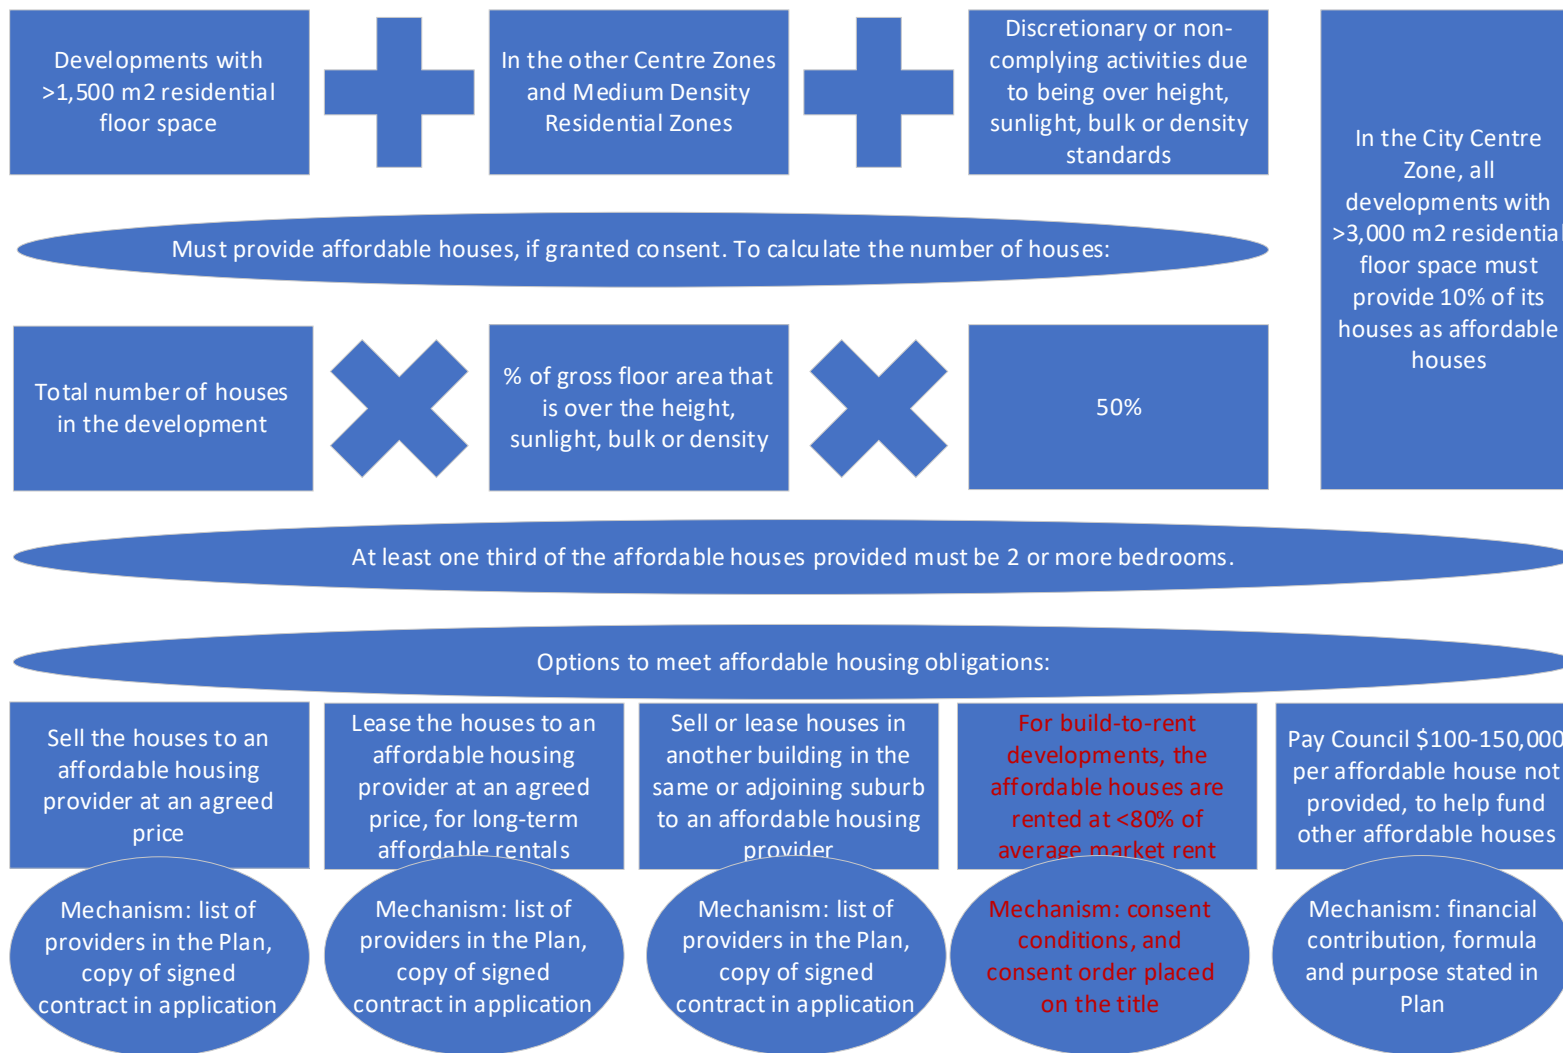 Developments with
>1,500 m2 residential
floor space
In the other Centre Zones
and Medium Density
Residential Zones
Discretionary or non-
complying activities due
to being over height,
sunlight, bulk or density
standards
In the City Centre
Zone, all
developments with
>3,000 m2 residential
floor space must
provide 10% of its
houses as affordable
houses
Must provide affordable houses, if granted consent. To calculate the number of houses:
Total number of houses
in the development
% of gross floor area that
is over the height,
sunlight, bulk or density
50%
At least one third of the affordable houses provided must be 2 or more bedrooms.
Options to meet affordable housing obligations:
Sell the houses to an
affordable housing
provider at an agreed
price
Lease the houses to an
affordable housing
provider at an agreed
price, for long-term
affordable rentals
Sell or lease houses in
another building in the
same or adjoining suburb
to an affordable housing
provider
For build-to-rent
developments, the
affordable houses are
rented at <80% of
average market rent
Pay Council $100-150,000
per affordable house not
provided, to help fund
other affordable houses
Mechanism: list of
providers in the Plan,
copy of signed
contract in application
Mechanism: list of
providers in the Plan,
copy of signed
contract in application
Mechanism: list of
providers in the Plan,
copy of signed
contract in application
Mechanism: consent
conditions, and
consent order placed
on the title
Mechanism: financial
contribution, formula
and purpose stated in
Plan